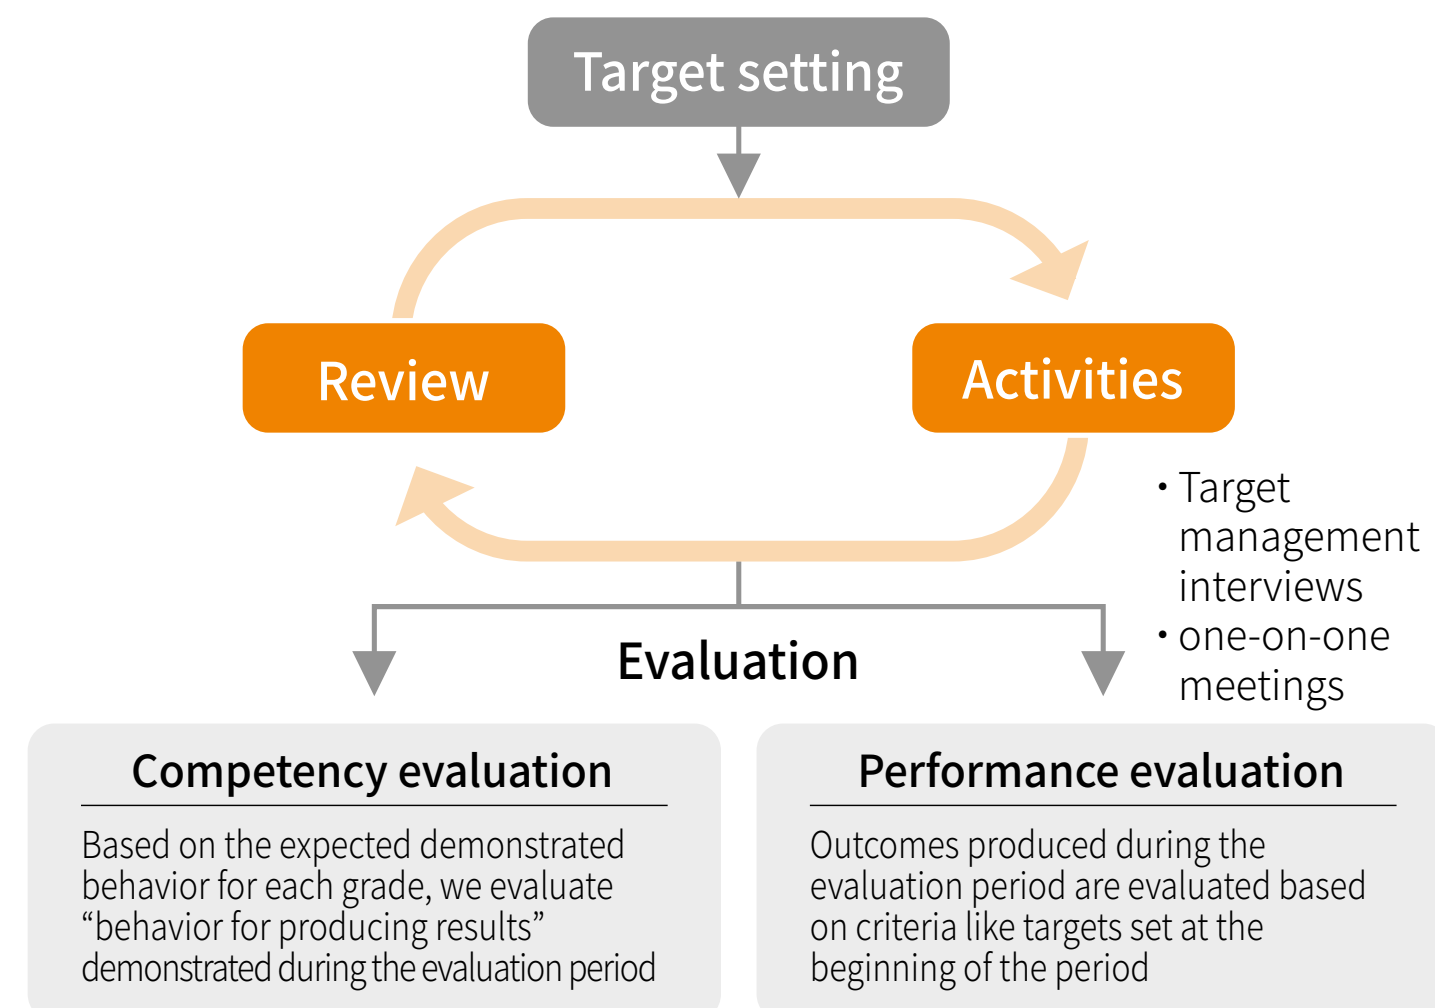 Target setting
Review
Activities
・Target
management
interviews
・one-on-one
meetings
Evaluation
Competency evaluation
Based on the expected demonstrated
behavior for each grade, we evaluate
“behavior for producing results”
demonstrated during the evaluation period
Performance evaluation
Outcomes produced during the
evaluation period are evaluated based
on criteria like targets set at the
beginning of the period